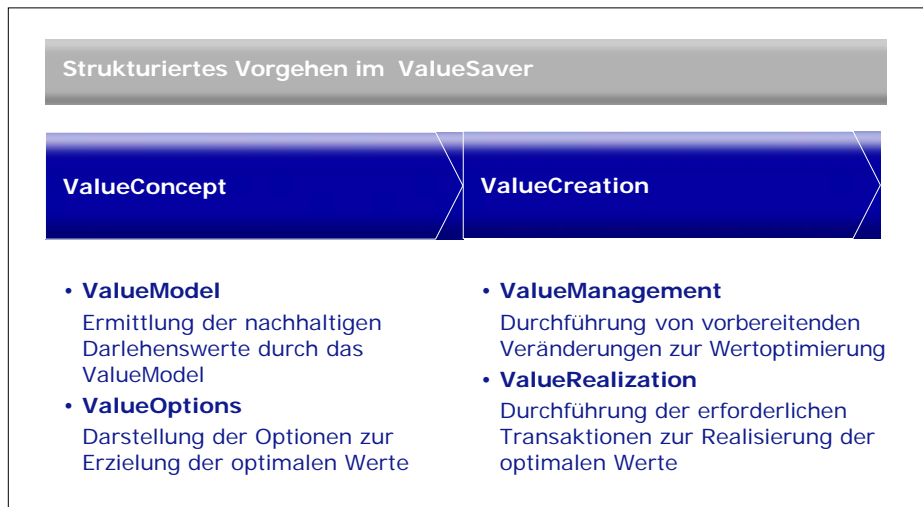 Strukturiertes Vorgehen im ValueSaver
ValueConcept
• ValueModel
Ermittlung der nachhaltigen
Darlehenswerte durch das
ValueModel
• ValueOptions
Darstellung der Optionen zur
Erzielung der optimalen Werte
ValueCreation
• ValueManagement
Durchführung von vorbereitenden
Veränderungen zur Wertoptimierung
• ValueRealization
Durchführung der erforderlichen
Transaktionen zur Realisierung der
optimalen Werte